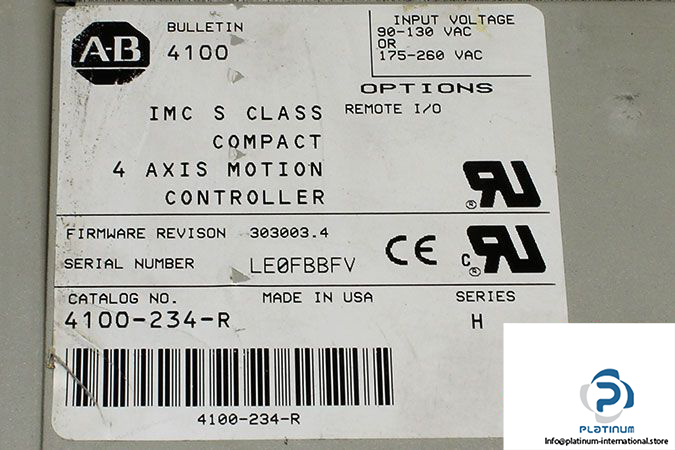 A-B
BULLETIN
4100
INPUT VOLTAGE
90-130 VAC
OR
175-260 VAC
OPTIONS
REMOTE I/O
IMC S CLASS
COMPACT
4 AXIS MOTION
CONTROLLER
FIRMWARE REVISON 303003.4
SERIAL NUMBER LE0FBBFV
CE
C
CATALOG NO. MADE IN USA SERIES
4100-234-R H
4100-234-R
PLATINUM
Info@platinum-international.store